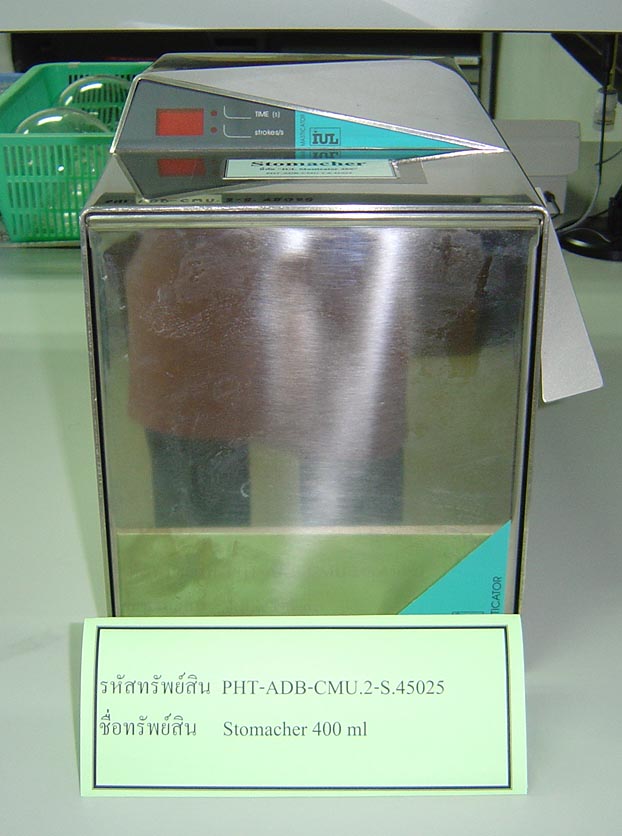 TIME (s)
strokes/s
MASTICATOR
IUL
Stomacher
รหัสทรัพย์สิน PHT-ADB-CMU.2-S.45025
ชื่อทรัพย์สิน Stomacher 400 ml
TICATOR